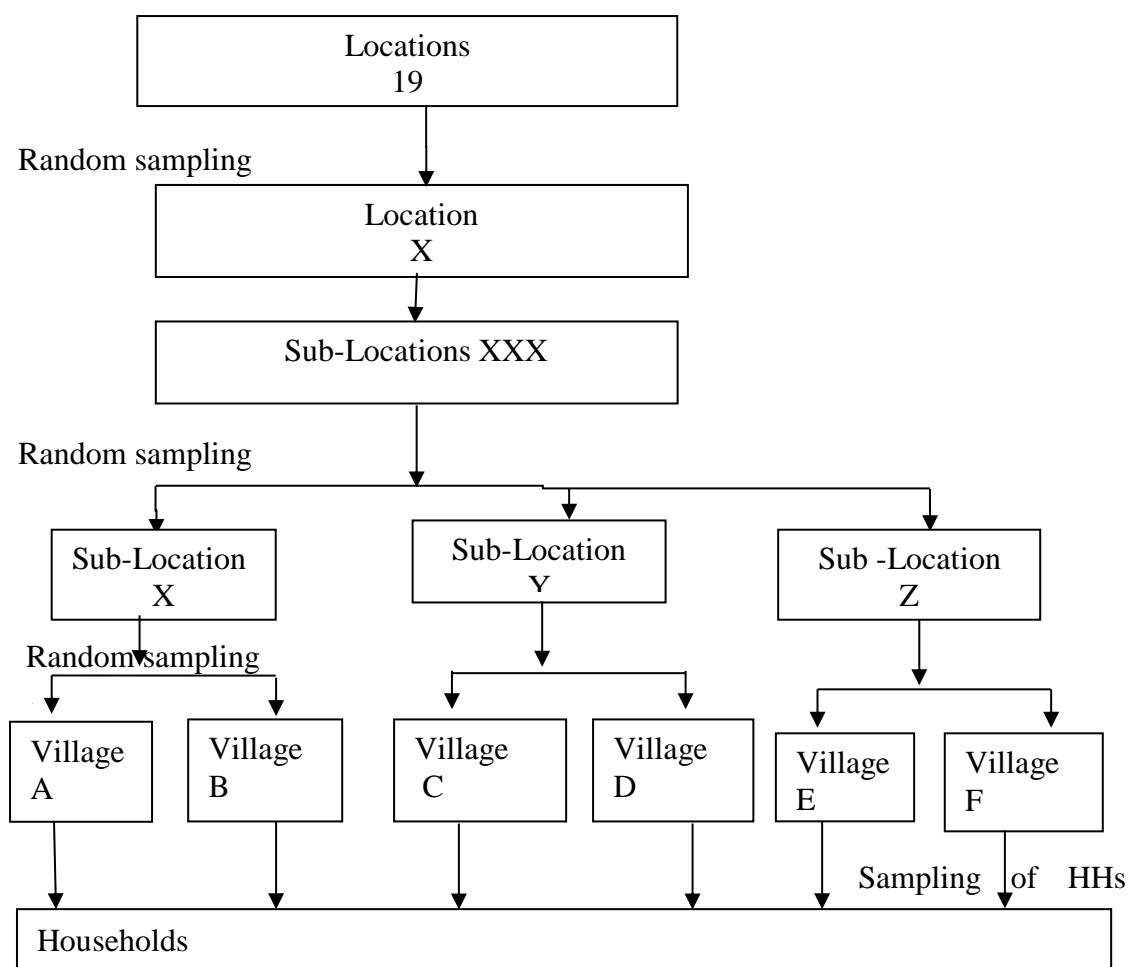 Locations
19
Random sampling
Location
X
Sub-Locations XXX
Random sampling
Sub-Location
X
Sub-Location
Y
Sub -Location
Z
Random sampling
Village
A
Village
B
Village
C
Village
D
Village
E
Village
F
Sampling of HHs
Households